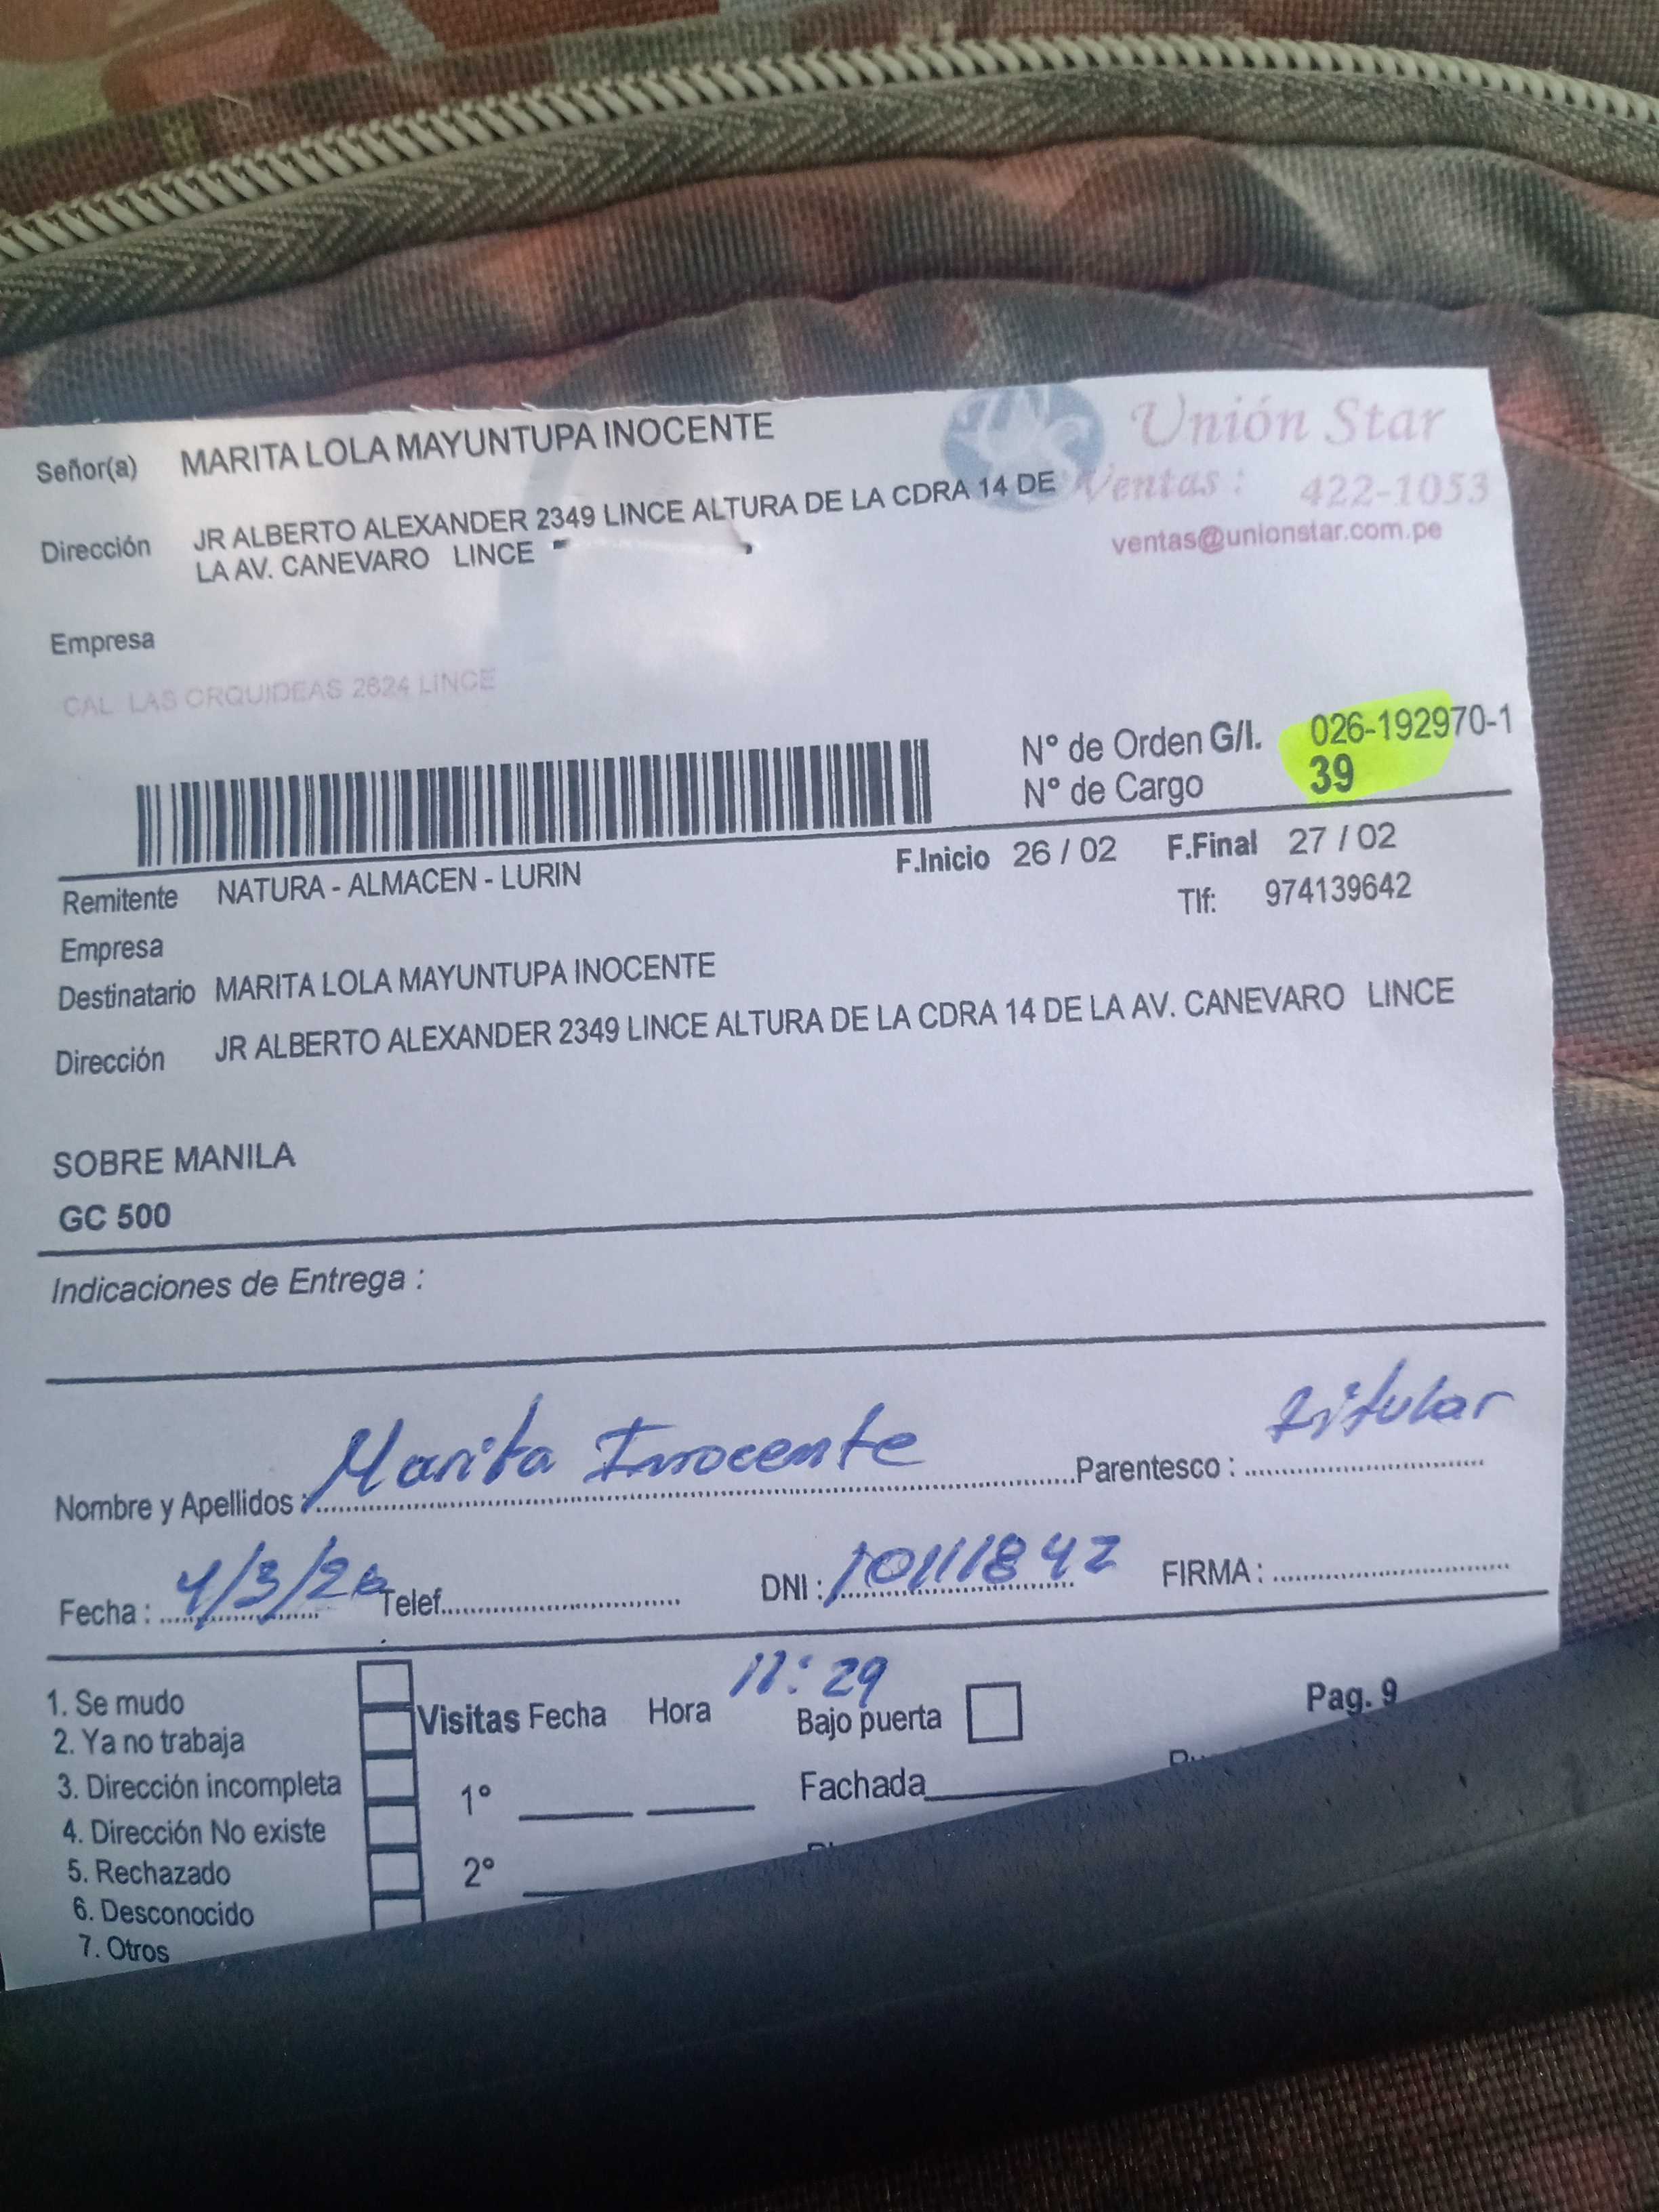 Unión Star
Señor(a) MARITA LOLA MAYUNTUPA INOCENTE
Ventas : 422-1053
Dirección JR ALBERTO ALEXANDER 2349 LINCE ALTURA DE LA CDRA 14 DE
LA AV. CANEVARO LINCE
ventas@unionstar.com.pe
Empresa
CAL LAS ORQUIDEAS 2624 LINCE
N° de Orden G/I. 026-192970-1
N° de Cargo 39
F.Inicio 26 / 02 F.Final 27 / 02
Remitente NATURA - ALMACEN - LURIN
Tlf: 974139642
Empresa
Destinatario MARITA LOLA MAYUNTUPA INOCENTE
Dirección JR ALBERTO ALEXANDER 2349 LINCE ALTURA DE LA CDRA 14 DE LA AV. CANEVARO LINCE
SOBRE MANILA
GC 500
Indicaciones de Entrega :
Nombre y Apellidos : Marita Inocente Parentesco : titular
Fecha : 4/3/26 Telef. DNI : 10111842 FIRMA :
11:29
1. Se mudo
Visitas Fecha Hora Bajo puerta Pag. 9
2. Ya no trabaja
3. Dirección incompleta
1° Fachada
4. Dirección No existe
5. Rechazado
2°
6. Desconocido
7. Otros